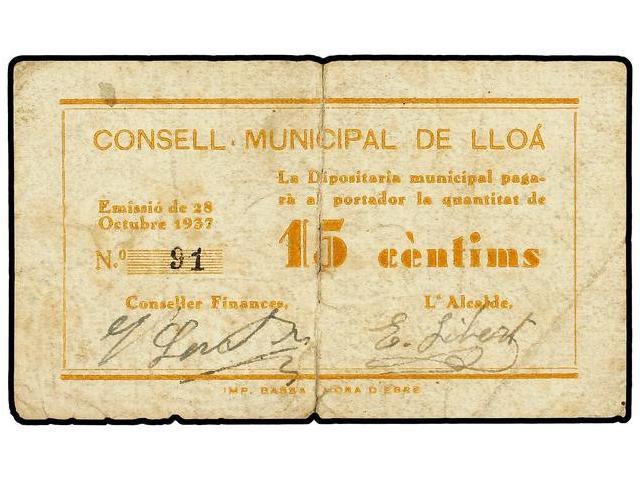 CONSELL MUNICIPAL DE LLOÁ
La Dipositaria municipal paga-
rà al portador la quantitat de
Emissió de 28
Octubre 1937
15 cèntims
N.º 91
Conseller Finances,
L'Alcalde,
E. Sibert
IMP. BASSA MORA D'EBRE